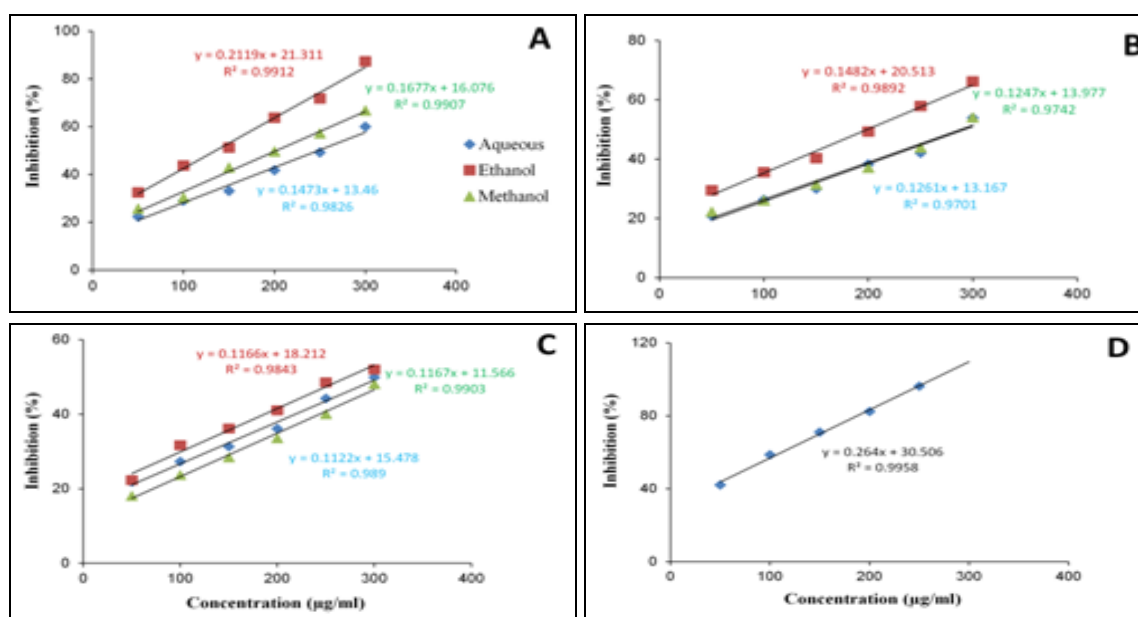 A
100
80
60
40
20
0
Inhibition (%)
y = 0.2119x + 21.311
R² = 0.9912
y = 0.1677x + 16.076
R² = 0.9907
y = 0.1473x + 13.46
R² = 0.9826
Aqueous
Ethanol
Methanol
0 100 200 300 400
B
80
60
40
20
0
Inhibition (%)
y = 0.1482x + 20.513
R² = 0.9892
y = 0.1247x + 13.977
R² = 0.9742
y = 0.1261x + 13.167
R² = 0.9701
0 100 200 300 400
C
60
40
20
0
Inhibition (%)
y = 0.1166x + 18.212
R² = 0.9843
y = 0.1167x + 11.566
R² = 0.9903
y = 0.1122x + 15.478
R² = 0.989
0 100 200 300 400
Concentration (µg/ml)
D
120
80
40
0
Inhibition (%)
y = 0.264x + 30.506
R² = 0.9958
0 100 200 300 400
Concentration (µg/ml)